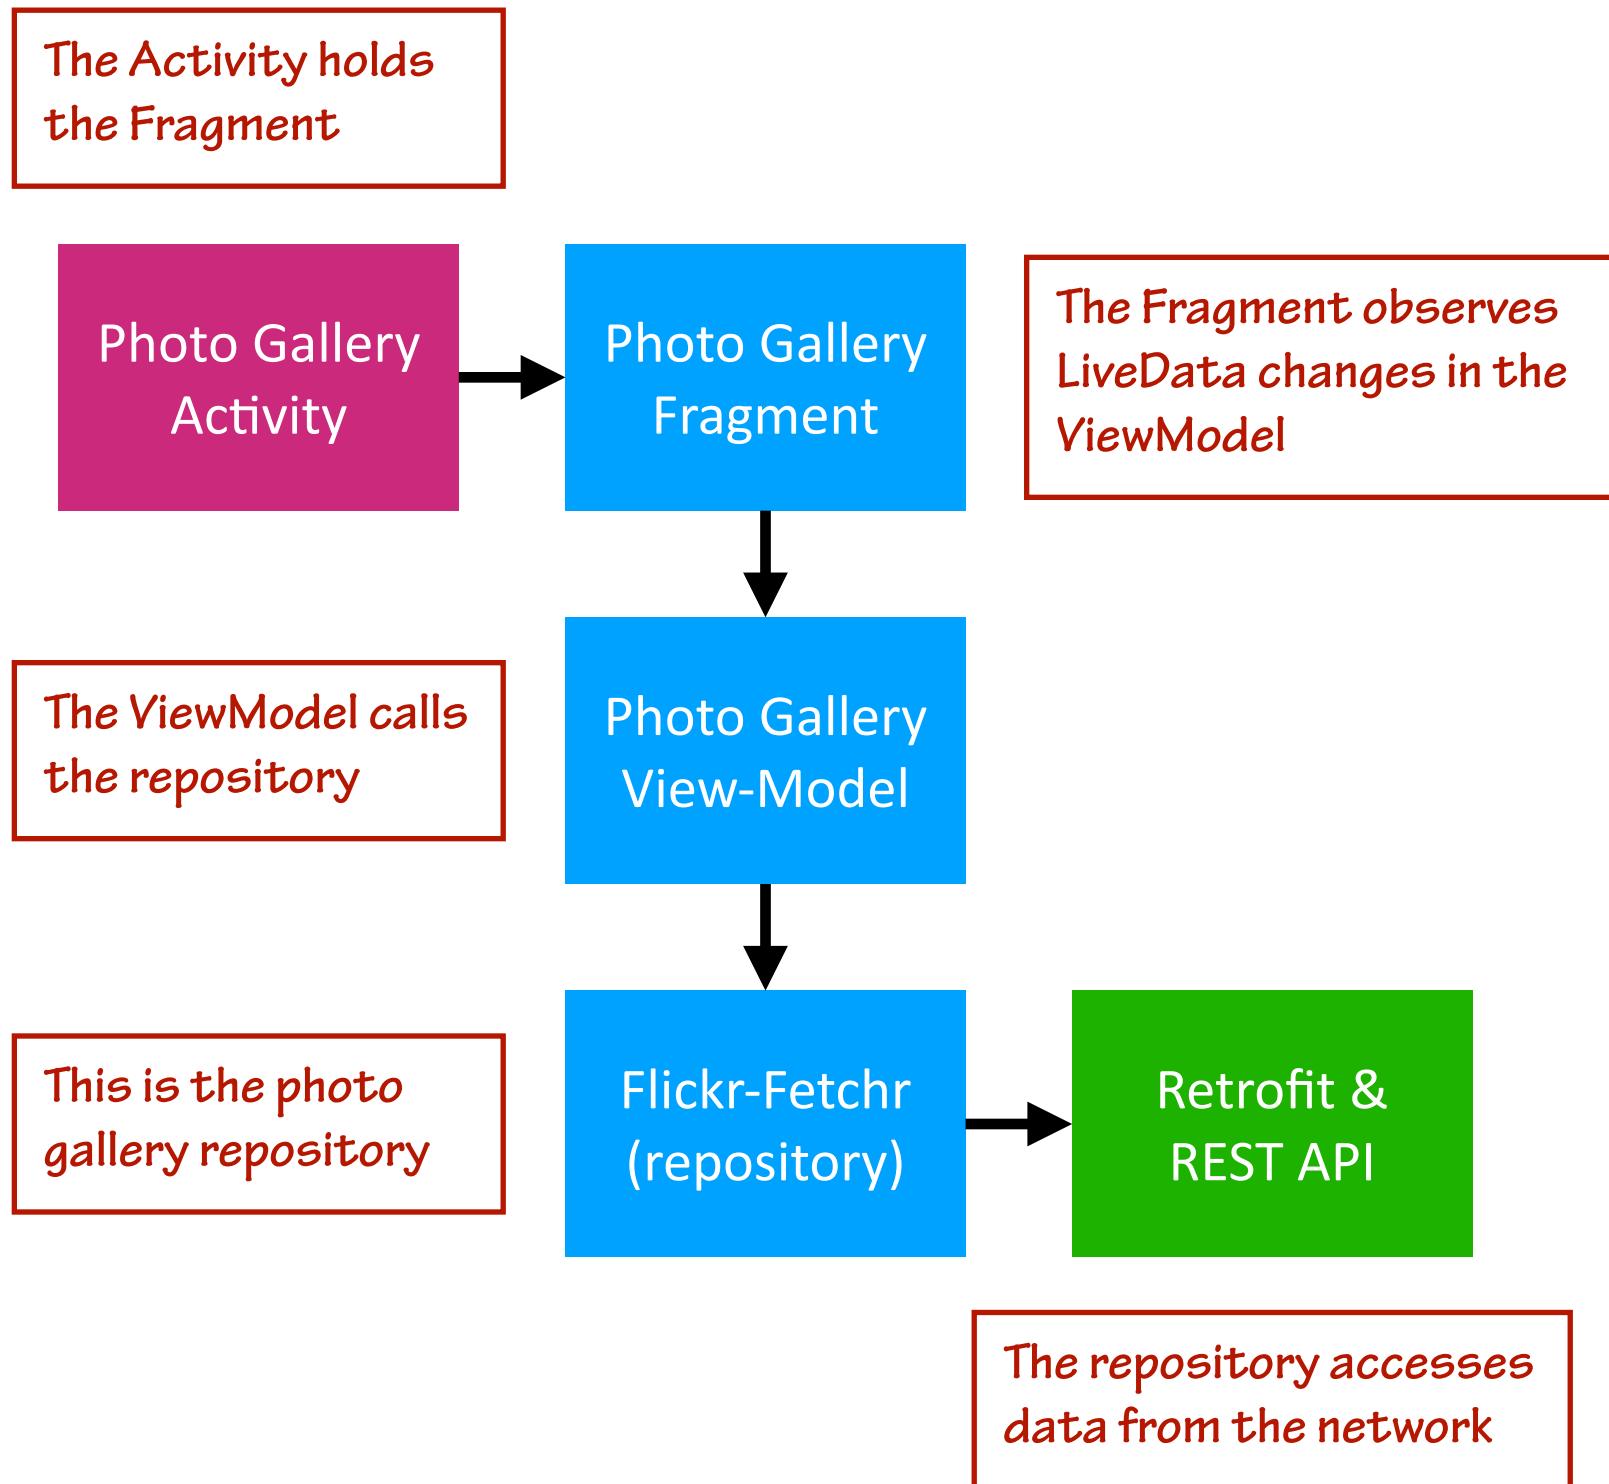 The Activity holds
the Fragment
Photo Gallery
Activity
Photo Gallery
Fragment
The Fragment observes
LiveData changes in the
ViewModel
The ViewModel calls
the repository
Photo Gallery
View-Model
This is the photo
gallery repository
Flickr-Fetchr
(repository)
Retrofit &
REST API
The repository accesses
data from the network